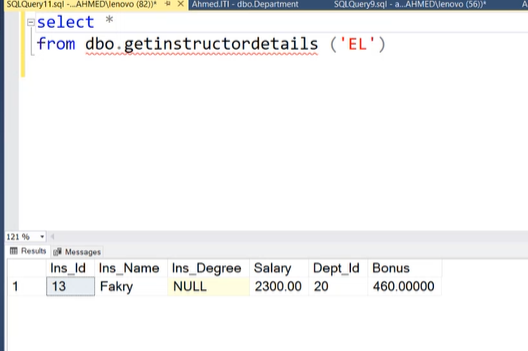 SQLQuery11.sql -...AHMED\lenovo (82))* Ahmed.ITI - dbo.Department SQLQuery9.sql - a...AHMED\lenovo (56))* A
select *
from dbo.getinstructordetails ('EL')
121 %
Results Messages
Ins_Id Ins_Name Ins_Degree Salary Dept_Id Bonus
1 13 Fakry NULL 2300.00 20 460.00000